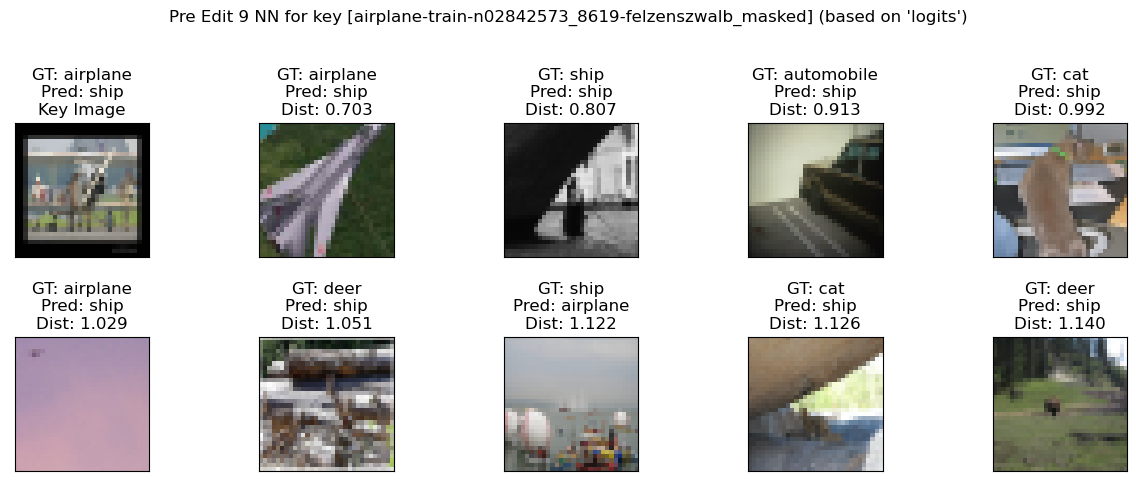 Pre Edit 9 NN for key [airplane-train-n02842573_8619-felzenszwalb_masked] (based on 'logits')
GT: airplane
Pred: ship
Key Image
GT: airplane
Pred: ship
Dist: 0.703
GT: ship
Pred: ship
Dist: 0.807
GT: automobile
Pred: ship
Dist: 0.913
GT: cat
Pred: ship
Dist: 0.992
GT: airplane
Pred: ship
Dist: 1.029
GT: deer
Pred: ship
Dist: 1.051
GT: ship
Pred: airplane
Dist: 1.122
GT: cat
Pred: ship
Dist: 1.126
GT: deer
Pred: ship
Dist: 1.140